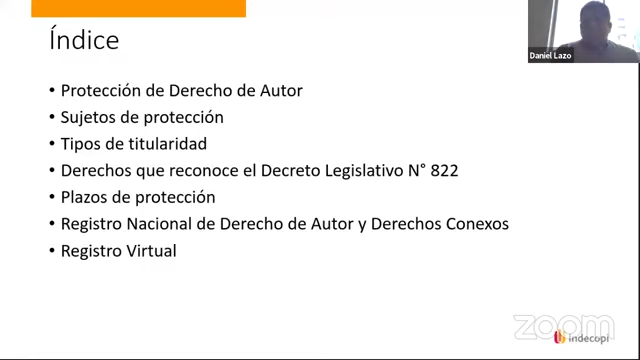 Índice
Daniel Lazo
• Protección de Derecho de Autor
• Sujetos de protección
• Tipos de titularidad
• Derechos que reconoce el Decreto Legislativo N° 822
• Plazos de protección
• Registro Nacional de Derecho de Autor y Derechos Conexos
• Registro Virtual
zoom
indecopi